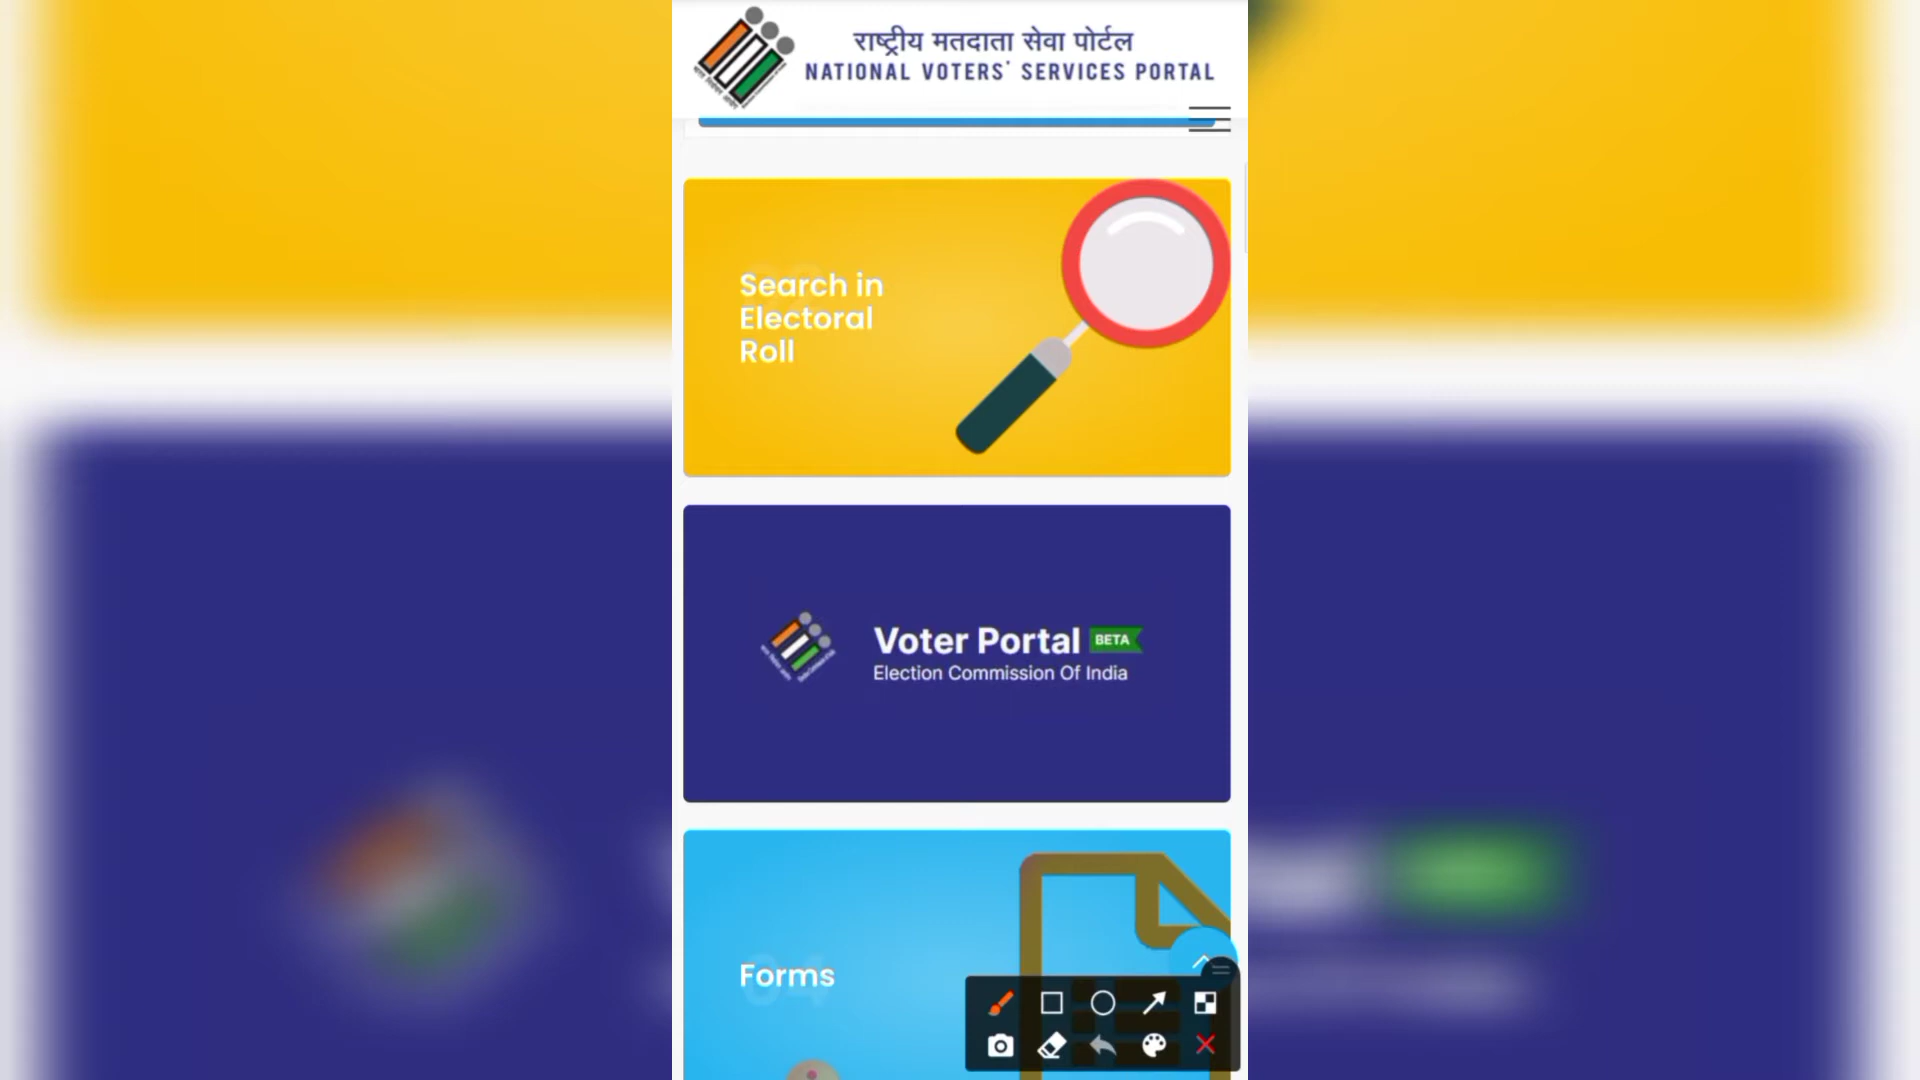 राष्ट्रीय मतदाता सेवा पोर्टल
NATIONAL VOTERS' SERVICES PORTAL
Search in
Electoral
Roll
Voter Portal BETA
Election Commission Of India
Forms